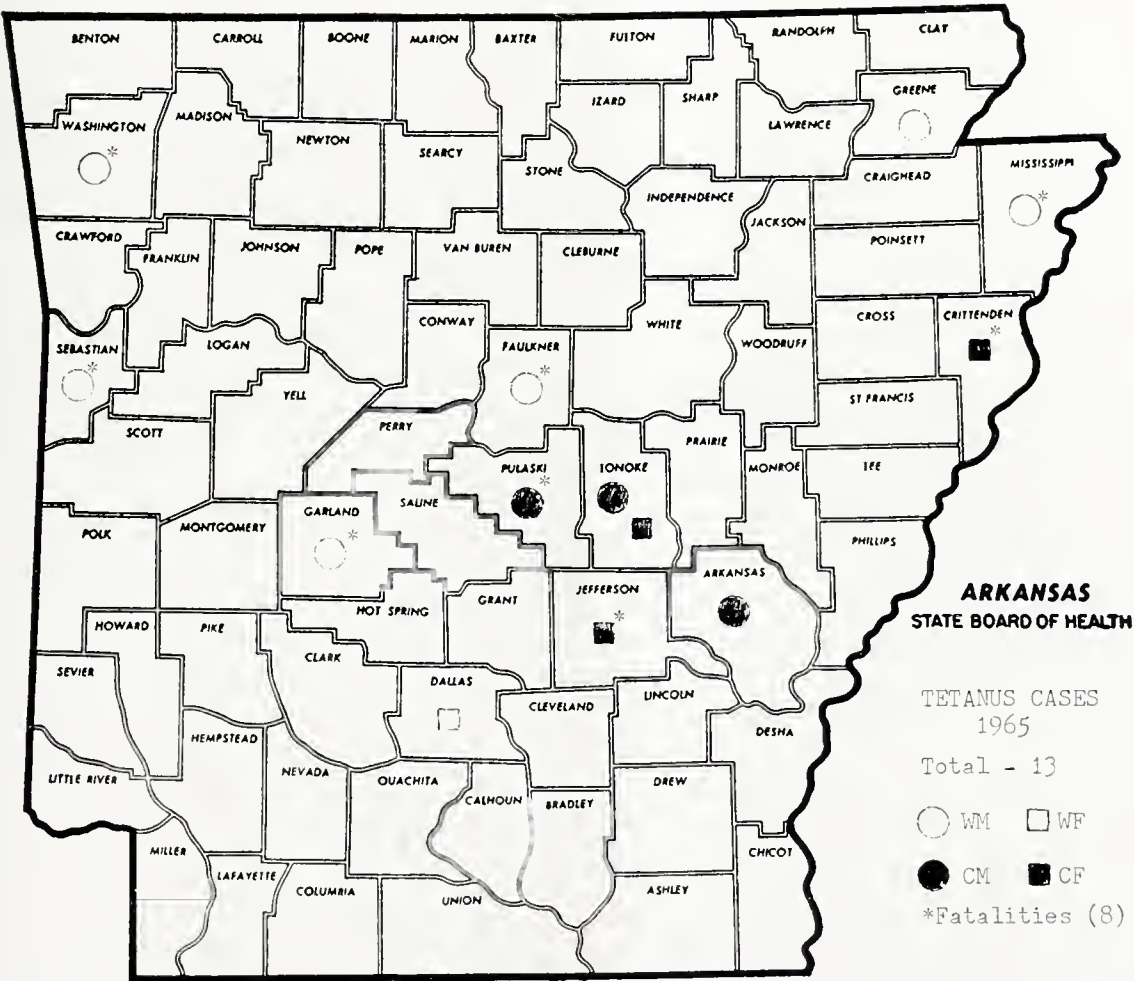 BENTON
CARROLL
BOONE
MARION
BAXTER
FULTON
RANDOLPH
CLAY
WASHINGTON
*
MADISON
NEWTON
SEARCY
STONE
IZARD
SHARP
LAWRENCE
GREENE
INDEPENDENCE
JACKSON
CRAIGHEAD
MISSISSIPPI
*
CRAWFORD
FRANKLIN
JOHNSON
POPE
VAN BUREN
CLEBURNE
POINSETT
SEBASTIAN
*
LOGAN
CONWAY
FAULKNER
*
WHITE
WOODRUFF
CROSS
CRITTENDEN
*
YELL
SCOTT
PERRY
PULASKI
*
LONOKE
PRAIRIE
MONROE
ST FRANCIS
LEE
POLK
MONTGOMERY
GARLAND
*
SALINE
PHILLIPS
ARKANSAS
JEFFERSON
*
GRANT
HOT SPRING
HOWARD
PIKE
CLARK
SEVIER
DALLAS
CLEVELAND
LINCOLN
DESHA
LITTLE RIVER
HEMPSTEAD
NEVADA
OUACHITA
CALHOUN
BRADLEY
DREW
MILLER
LAFAYETTE
COLUMBIA
UNION
ASHLEY
CHICOT
ARKANSAS
STATE BOARD OF HEALTH
TETANUS CASES
1965
Total - 13
WM WF
CM CF
*Fatalities (8)